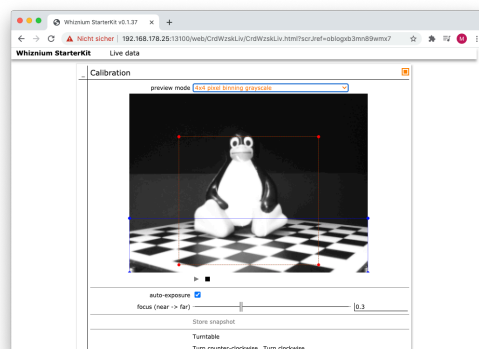 Whiznium StarterKit v0.1.37
Nicht sicher | 192.168.178.25:13100/web/CrdWzskLiv/CrdWzskLiv.html?scrJref=oblogxb3mn89wmx7
M
Whiznium StarterKit Live data
Calibration
preview mode 4x4 pixel binning grayscale
auto-exposure
focus (near -> far) 0.3
Store snapshot
Turntable
Turn counter-clockwise Turn clockwise